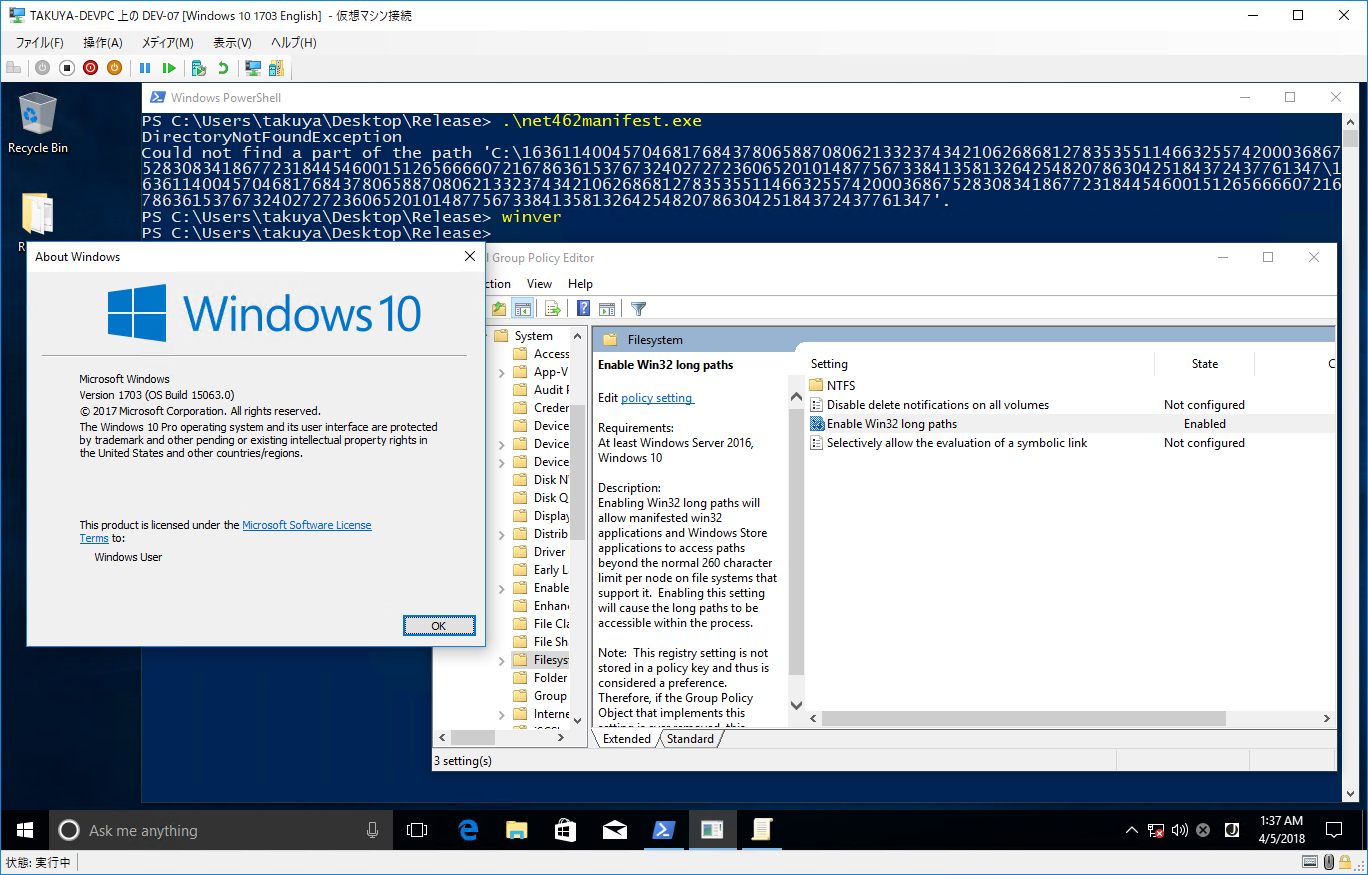 TAKUYA-DEVPC 上の DEV-07 [Windows 10 1703 English] - 仮想マシン接続
ファイル(F) 操作(A) メディア(M) 表示(V) ヘルプ(H)
Recycle Bin
Windows PowerShell
PS C:\Users\takuya\Desktop\Release> .\net462manifest.exe
DirectoryNotFoundException
Could not find a part of the path 'C:\1636114004570468176843780658870806213323743421062686812783535511466325574200036867
5283083418677231844546001512656666072167863615376732402727236065201014877567338413581326425482078630425184372437761347\1
636114004570468176843780658870806213323743421062686812783535511466325574200036867528308341867723184454600151265666607216
7863615376732402727236065201014877567338413581326425482078630425184372437761347'.
PS C:\Users\takuya\Desktop\Release> winver
PS C:\Users\takuya\Desktop\Release>
About Windows
Windows 10
Microsoft Windows
Version 1703 (OS Build 15063.0)
© 2017 Microsoft Corporation. All rights reserved.
The Windows 10 Pro operating system and its user interface are protected
by trademark and other pending or existing intellectual property rights in
the United States and other countries/regions.
This product is licensed under the Microsoft Software License
Terms to:
Windows User
OK
l Group Policy Editor
ction View Help
System
Access
App-V
Audit
Creden
Device
Device
Device
Disk N
Disk Q
Display
Distrib
Driver
Early L
Enable
Enhan
File Cla
File Sh
Filesyst
Folder
Group
Interne
Filesystem
Enable Win32 long paths
Edit policy setting
Requirements:
At least Windows Server 2016,
Windows 10
Description:
Enabling Win32 long paths will
allow manifested win32
applications and Windows Store
applications to access paths
beyond the normal 260 character
limit per node on file systems that
support it. Enabling this setting
will cause the long paths to be
accessible within the process.
Note: This registry setting is not
stored in a policy key and thus is
considered a preference.
Therefore, if the Group Policy
Object that implements this
Setting State C
NTFS
Disable delete notifications on all volumes Not configured
Enable Win32 long paths Enabled
Selectively allow the evaluation of a symbolic link Not configured
Extended Standard
3 setting(s)
Ask me anything
1:37 AM
4/5/2018
状態: 実行中